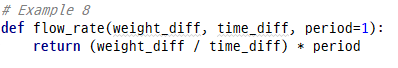 # Example 8
def flow_rate(weight_diff, time_diff, period=1):
    return (weight_diff / time_diff) * period